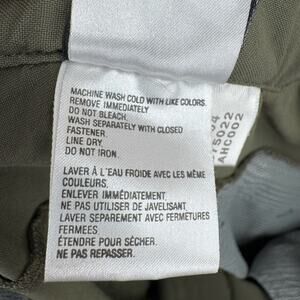 MACHINE WASH COLD WITH LIKE COLORS.
REMOVE IMMEDIATELY
DO NOT BLEACH.
WASH SEPARATELY WITH CLOSED
FASTENER.
LINE DRY.
DO NOT IRON.
LAVER À L'EAU FROIDE AVEC LES MÊME
COULEURS.
ENLEVER IMMÉDIATEMENT.
NE PAS UTILISER DE JAVELISANT.
LAVER SEPAREMENT AVEC FERMETURES
FERMEES.
ÉTENDRE POUR SÉCHER.
NE PAS REPASSER.
AHC002